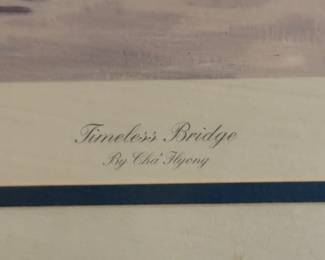 Timeless Bridge
By Cha' Hyong